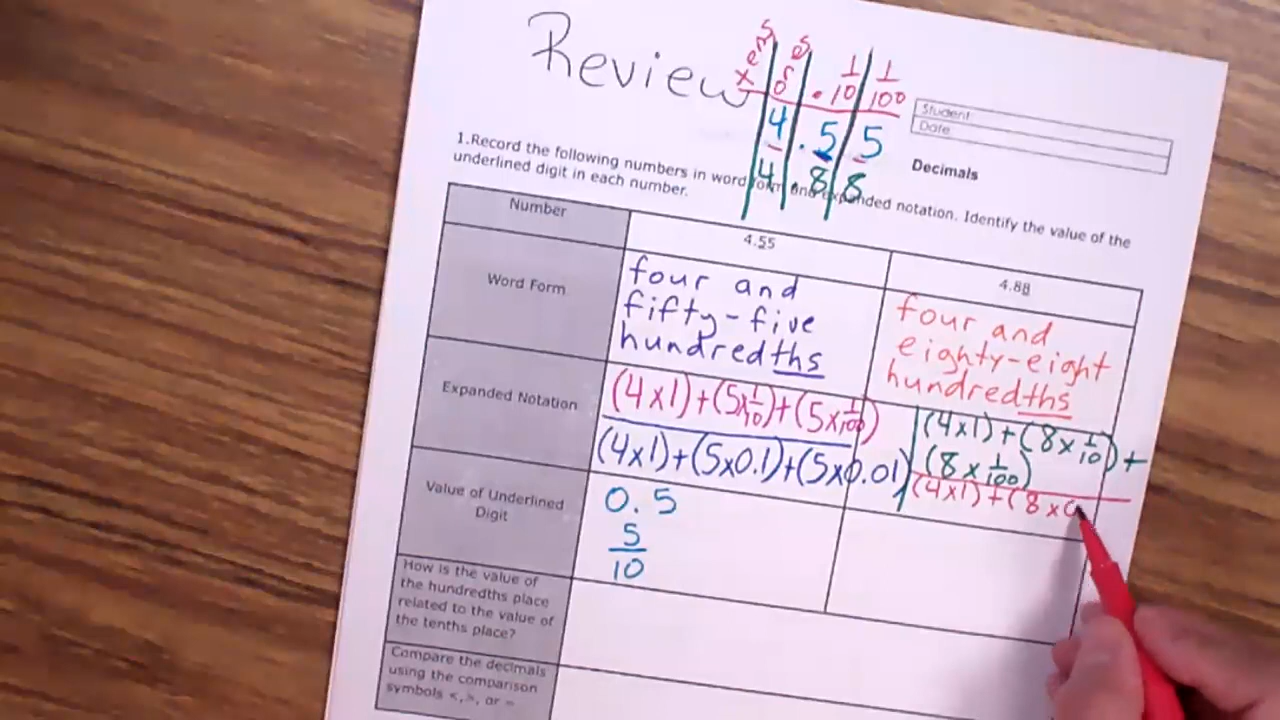 Review
Tens ones . 1/10 1/100
4 . 5 5
4 . 8 8
Student
Date
Decimals
1.Record the following numbers in word form and expanded notation. Identify the value of the
underlined digit in each number.
Number
4.55
4.88
Word Form
four and
fifty-five
hundredths
four and
eighty-eight
hundredths
Expanded Notation
(4x1)+(5x1/10)+(5x1/100)
(4x1)+(5x0.1)+(5x0.01)
(4x1)+(8x1/10)+
(8x1/100)
(4x1)+(8x0
Value of Underlined
Digit
0.5
5/10
How is the value of
the hundredths place
related to the value of
the tenths place?
Compare the decimals
using the comparison
symbols <,>, or =